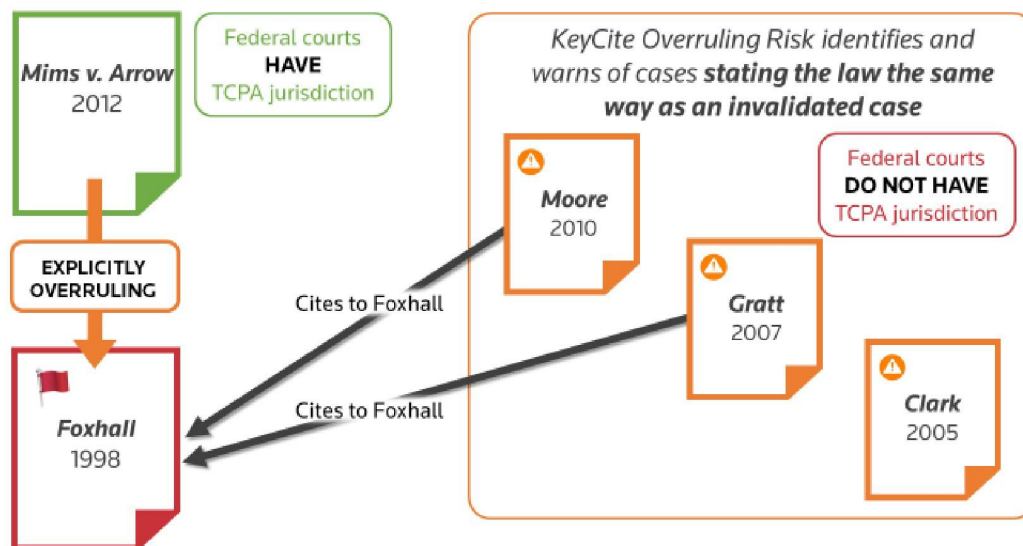 Mims v. Arrow
2012
Federal courts
HAVE
TCPA jurisdiction
EXPLICITLY
OVERRULING
Foxhall
1998
Cites to Foxhall
Cites to Foxhall
KeyCite Overruling Risk identifies and
warns of cases stating the law the same
way as an invalidated case
Federal courts
DO NOT HAVE
TCPA jurisdiction
Moore
2010
Gratt
2007
Clark
2005